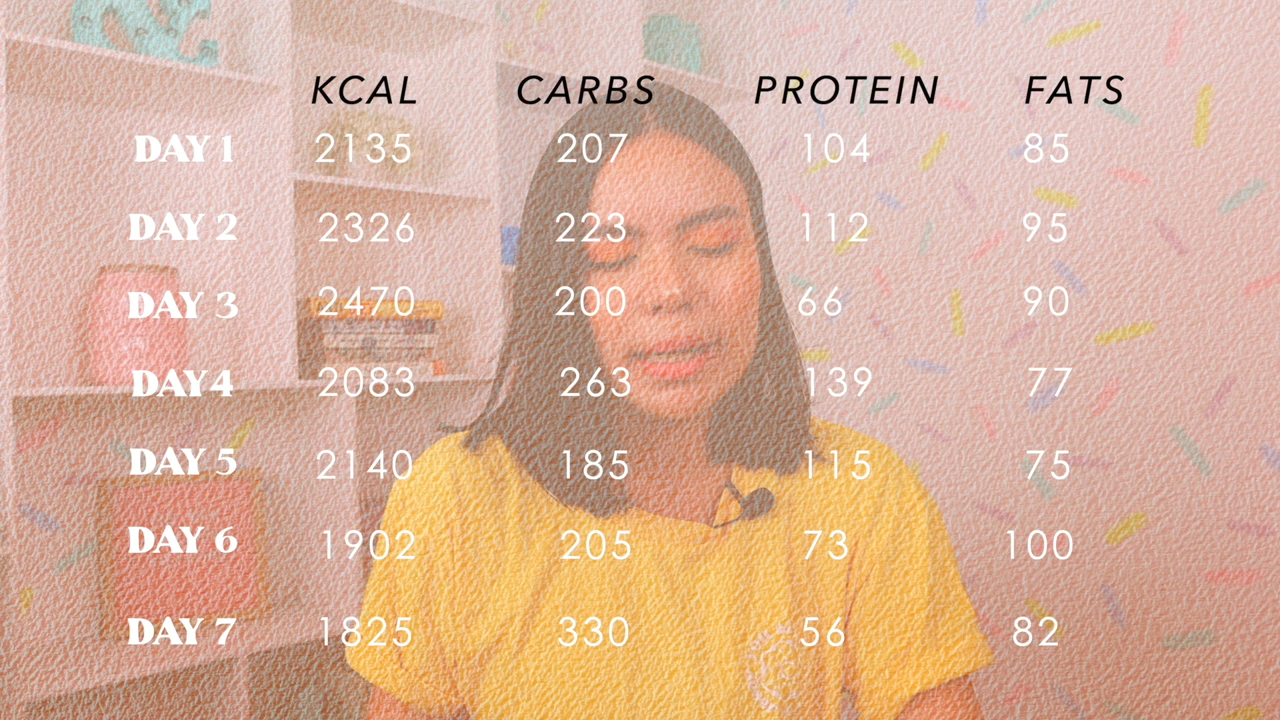 KCAL CARBS PROTEIN FATS
DAY 1 2135 207 104 85
DAY 2 2326 223 112 95
DAY 3 2470 200 66 90
DAY4 2083 263 139 77
DAY 5 2140 185 115 75
DAY 6 1902 205 73 100
DAY 7 1825 330 56 82